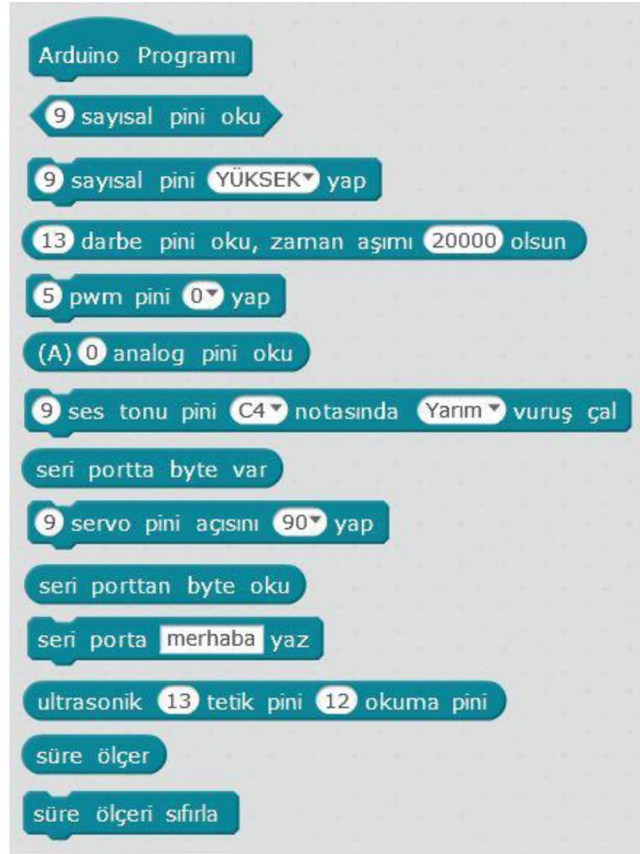 Arduino Programı
9 sayısal pini oku
9 sayısal pini YÜKSEK yap
13 darbe pini oku, zaman aşımı 20000 olsun
5 pwm pini 0 yap
(A) 0 analog pini oku
9 ses tonu pini C4 notasında Yarım vuruş çal
seri portta byte var
9 servo pini açısını 90 yap
seri porttan byte oku
seri porta merhaba yaz
ultrasonik 13 tetik pini 12 okuma pini
süre ölçer
süre ölçeri sıfırla